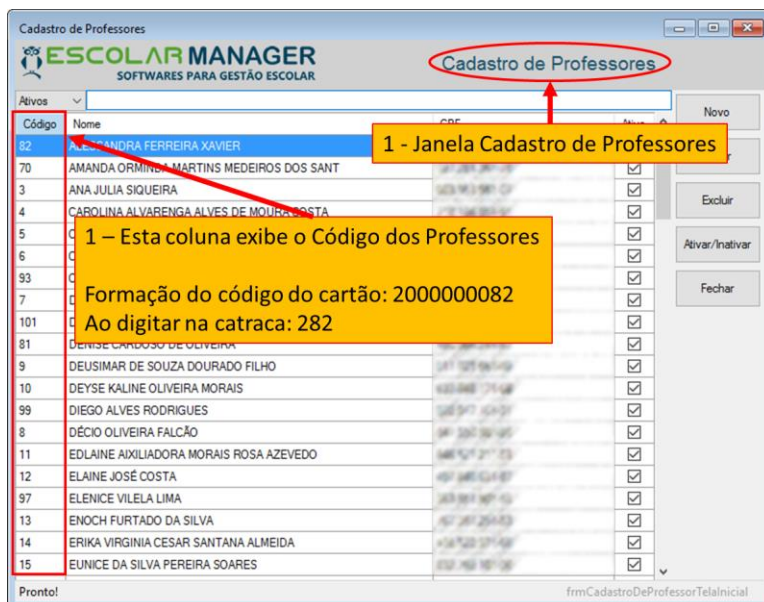 Cadastro de Professores
ESCOLAR MANAGER
SOFTWARES PARA GESTÃO ESCOLAR
Cadastro de Professores
Ativos
Novo
Código Nome
82 ALESSANDRA FERREIRA XAVIER
1 - Janela Cadastro de Professores
70 AMANDA ORMINDA MARTINS MEDEIROS DOS SANT
3 ANA JULIA SIQUEIRA
Excluir
4 CAROLINA ALVARENGA ALVES DE MOURA COSTA
5
1 – Esta coluna exibe o Código dos Professores
Ativar/Inativar
6
93
Formação do código do cartão: 2000000082
Fechar
7
101
Ao digitar na catraca: 282
81 DENISE CARDOSO DE OLIVEIRA
9 DEUSIMAR DE SOUZA DOURADO FILHO
10 DEYSE KALINE OLIVEIRA MORAIS
99 DIEGO ALVES RODRIGUES
8 DÉCIO OLIVEIRA FALCÃO
11 EDLAINE AIXILIADORA MORAIS ROSA AZEVEDO
12 ELAINE JOSÉ COSTA
97 ELENICE VILELA LIMA
13 ENOCH FURTADO DA SILVA
14 ERIKA VIRGINIA CESAR SANTANA ALMEIDA
15 EUNICE DA SILVA PEREIRA SOARES
Pronto!
frmCadastroDeProfessorTelaInicial